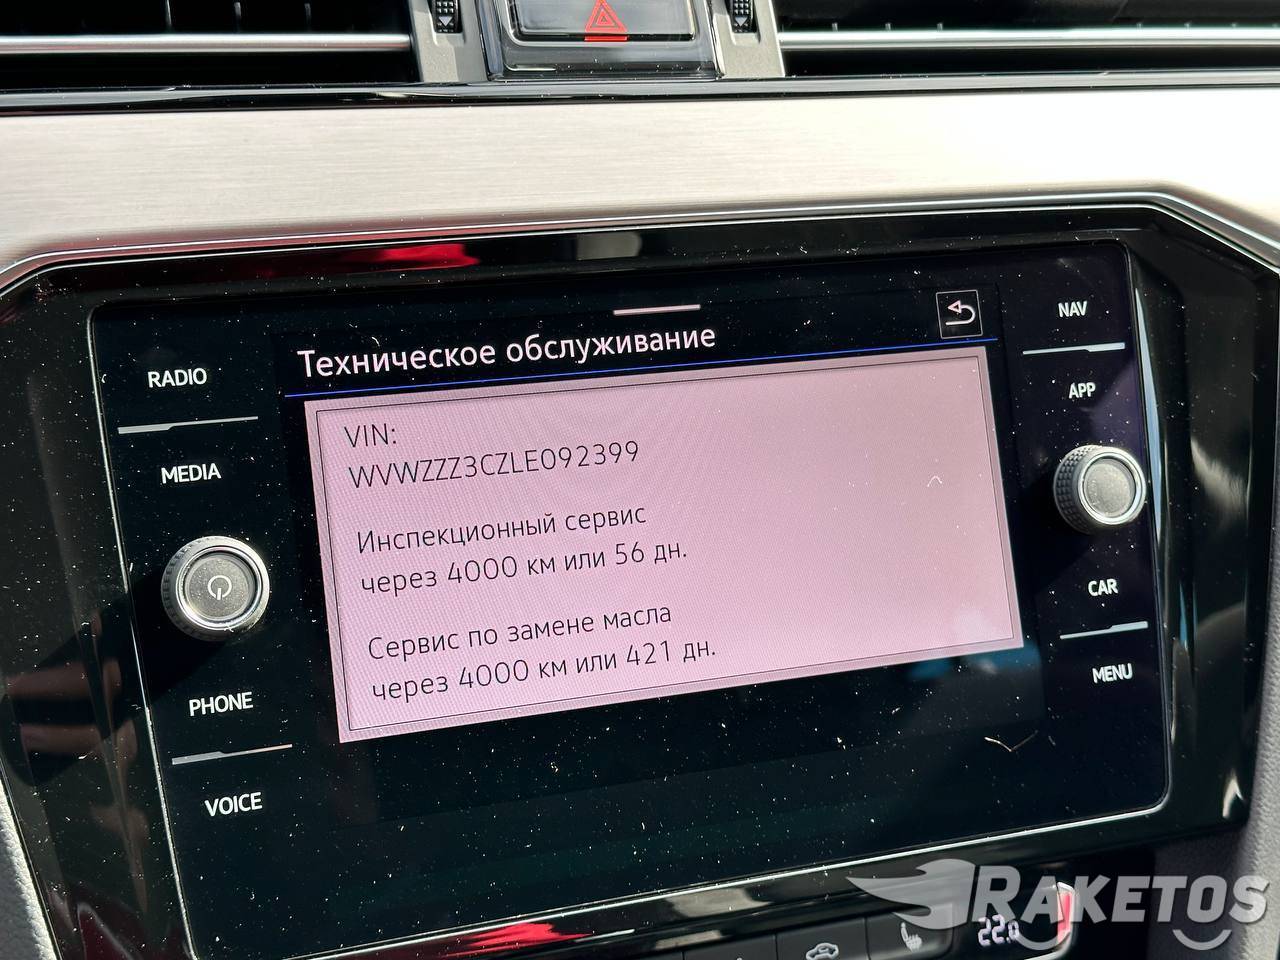 Техническое обслуживание
RADIO
MEDIA
PHONE
VOICE
VIN:
WVWZZZ3CZLE092399
Инспекционный сервис
через 4000 км или 56 дн.
Сервис по замене масла
через 4000 км или 421 дн.
NAV
APP
CAR
MENU
22.0
RAKETOS